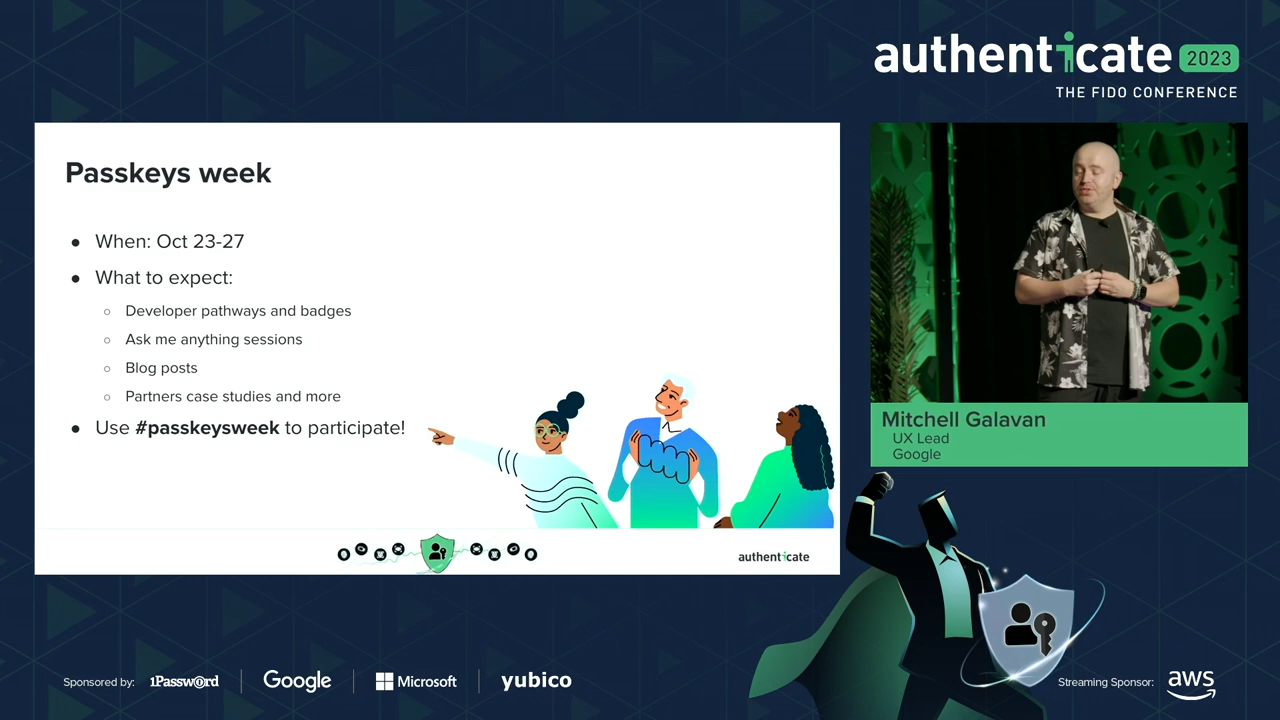 authenticate 2023
THE FIDO CONFERENCE
Passkeys week
● When: Oct 23-27
● What to expect:
○ Developer pathways and badges
○ Ask me anything sessions
○ Blog posts
○ Partners case studies and more
● Use #passkeysweek to participate!
authenticate
Mitchell Galavan
UX Lead
Google
Sponsored by: 1Password Google Microsoft yubico
Streaming Sponsor: aws